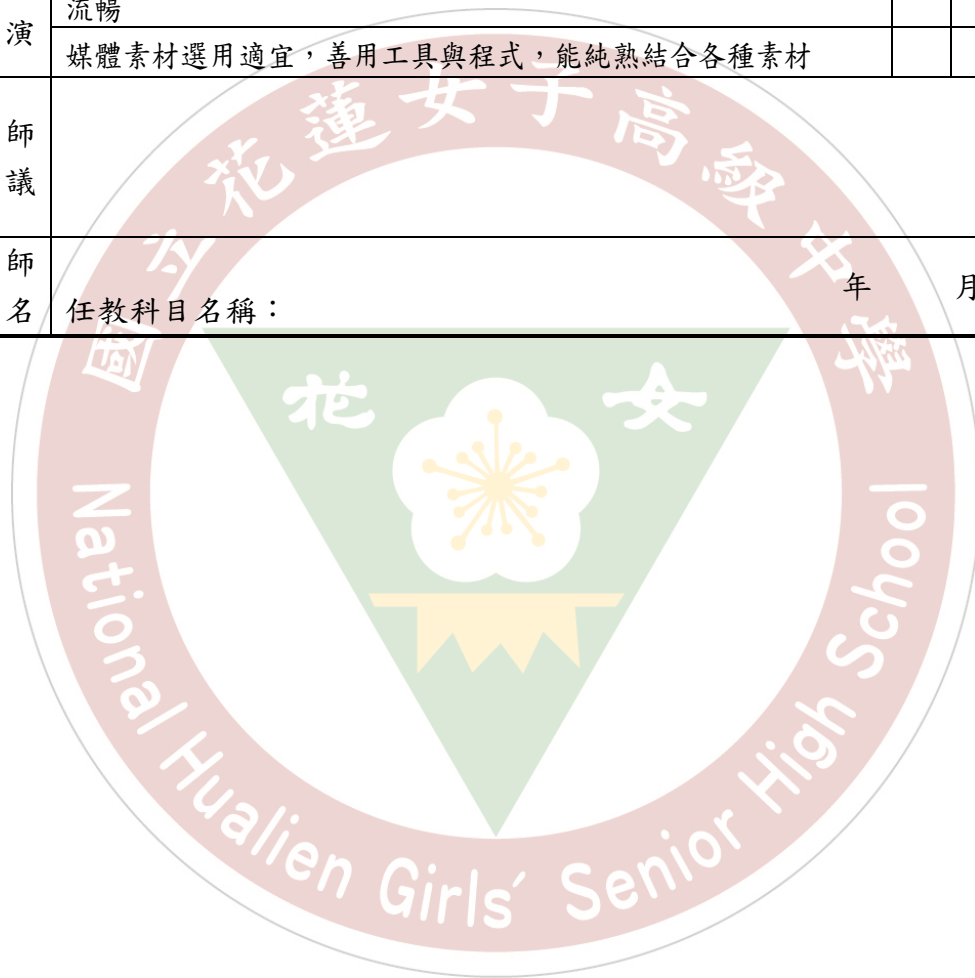 流暢
演
媒體素材選用適宜，善用工具與程式，能純熟結合各種素材
師
議
師
名
任教科目名稱：
年 月
國立花蓮女子高級中學
花 女
National Hualien Girls' Senior High School